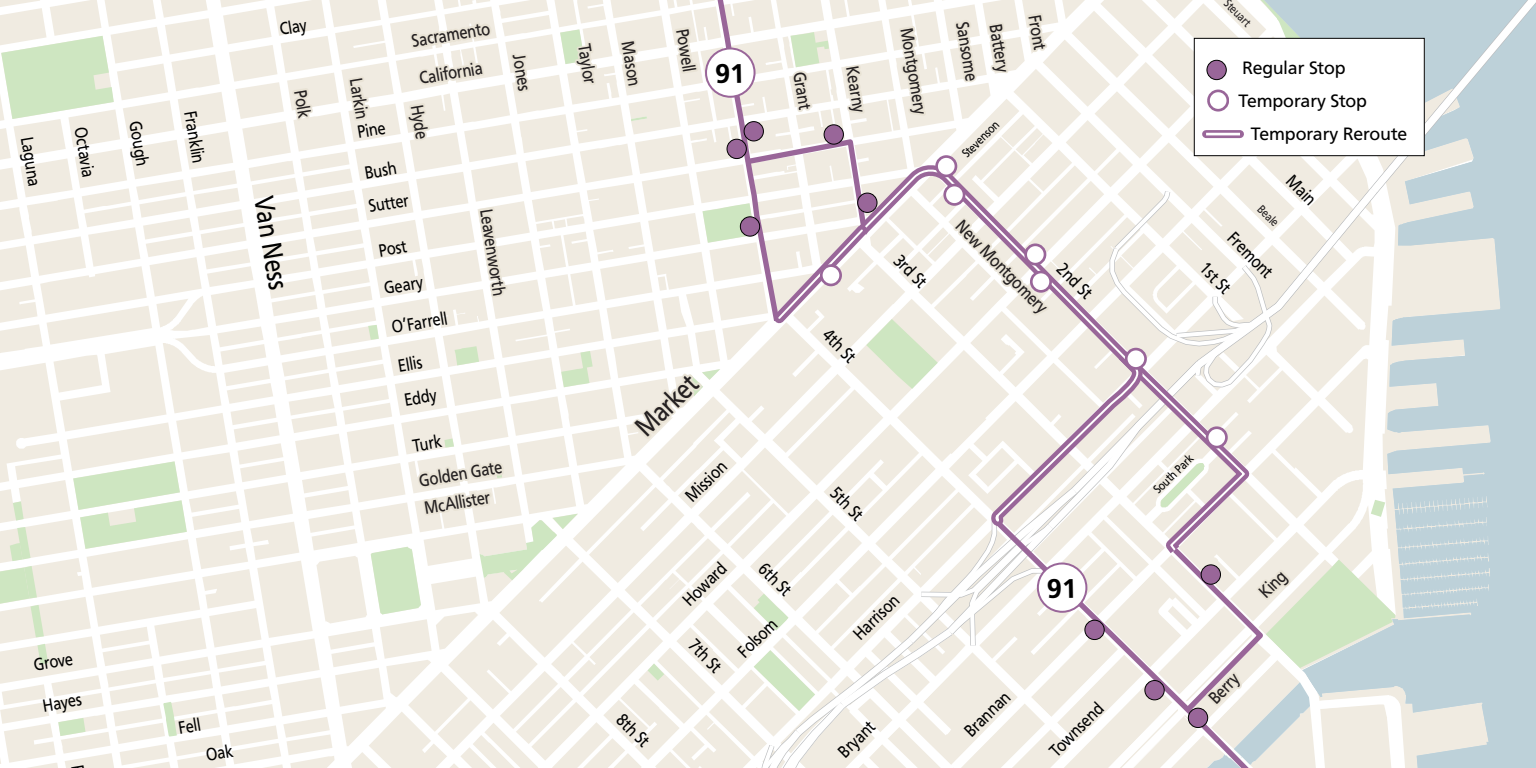 Steuart
Clay
Sacramento
California
Jones
Taylor
Mason
Powell
91
Grant
Kearny
Montgomery
Sansome
Battery
Front
Regular Stop
Temporary Stop
Temporary Reroute
Laguna
Octavia
Gough
Franklin
Polk
Larkin
Hyde
Pine
Bush
Sutter
Post
Geary
O'Farrell
Ellis
Eddy
Turk
Golden Gate
McAllister
Van Ness
Leavenworth
Stevenson
Main
Beale
Fremont
1st St
2nd St
New Montgomery
3rd St
4th St
Market
Mission
5th St
South Park
Howard
6th St
91
King
Harrison
Folsom
7th St
Berry
Grove
Hayes
Fell
Oak
8th St
Bryant
Brannan
Townsend